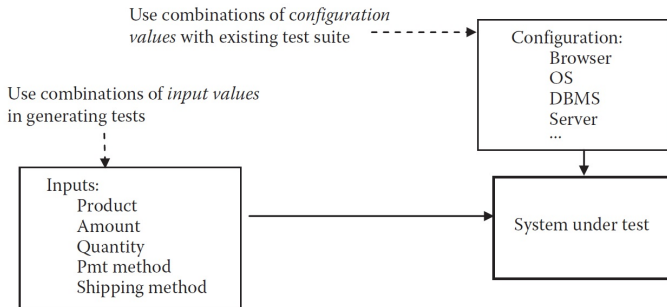 Use combinations of configuration
values with existing test suite
Configuration:
Browser
OS
DBMS
Server
...
Use combinations of input values
in generating tests
Inputs:
Product
Amount
Quantity
Pmt method
Shipping method
System under test